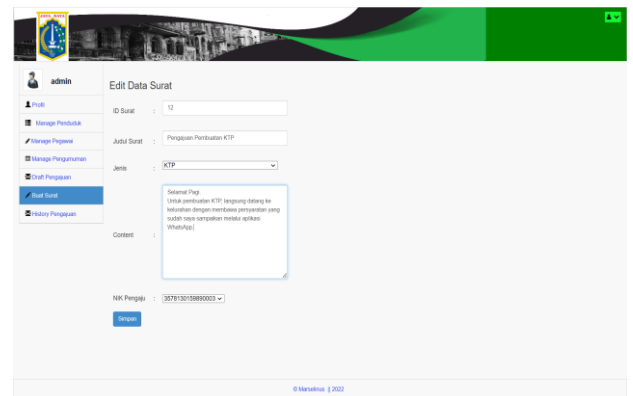 JAYA RAYA
admin
Edit Data Surat
Profil
Manage Penduduk
Manage Pegawai
Manage Pengumuman
Draft Pengajuan
Buat Surat
History Pengajuan
ID Surat : 12
Judul Surat : Pengajuan Pembuatan KTP
Jenis : KTP
Content :
Selamat Pagi.
Untuk pembuatan KTP, langsung datang ke
kelurahan dengan membawa persyaratan yang
sudah saya sampaikan melalui aplikasi
WhatsApp.
NIK Pengaju : 3578130159890003
Simpan
© Marselinus || 2022